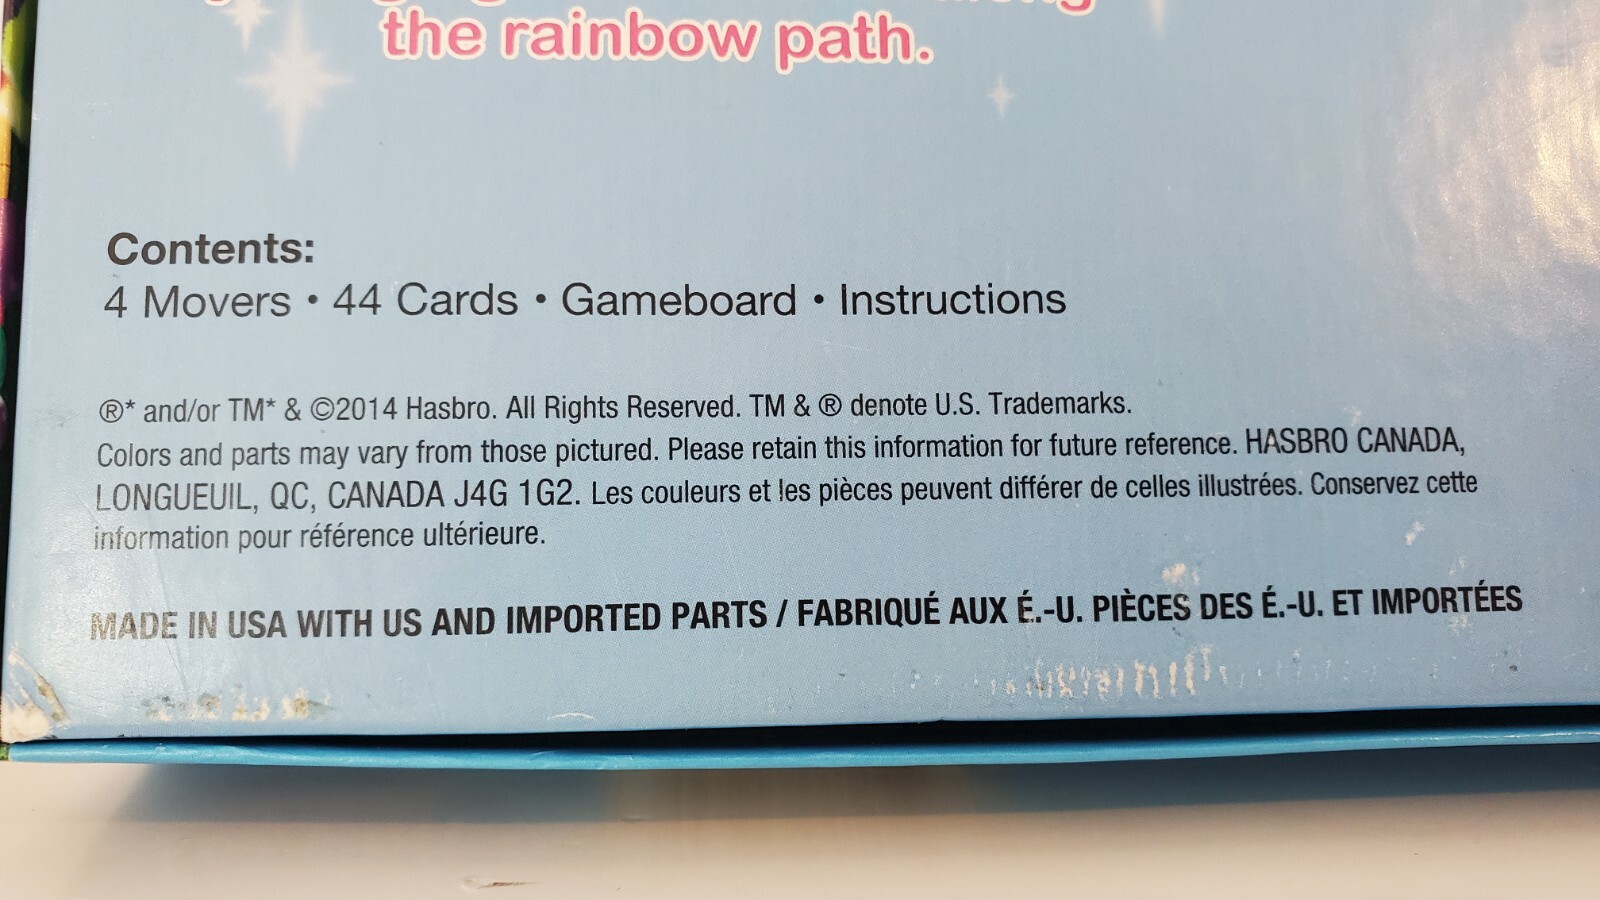 the rainbow path.
Contents:
4 Movers • 44 Cards • Gameboard • Instructions
®* and/or TM* & ©2014 Hasbro. All Rights Reserved. TM & ® denote U.S. Trademarks.
Colors and parts may vary from those pictured. Please retain this information for future reference. HASBRO CANADA,
LONGUEUIL, QC, CANADA J4G 1G2. Les couleurs et les pièces peuvent différer de celles illustrées. Conservez cette
information pour référence ultérieure.
MADE IN USA WITH US AND IMPORTED PARTS / FABRIQUÉ AUX É.-U. PIÈCES DES É.-U. ET IMPORTÉES